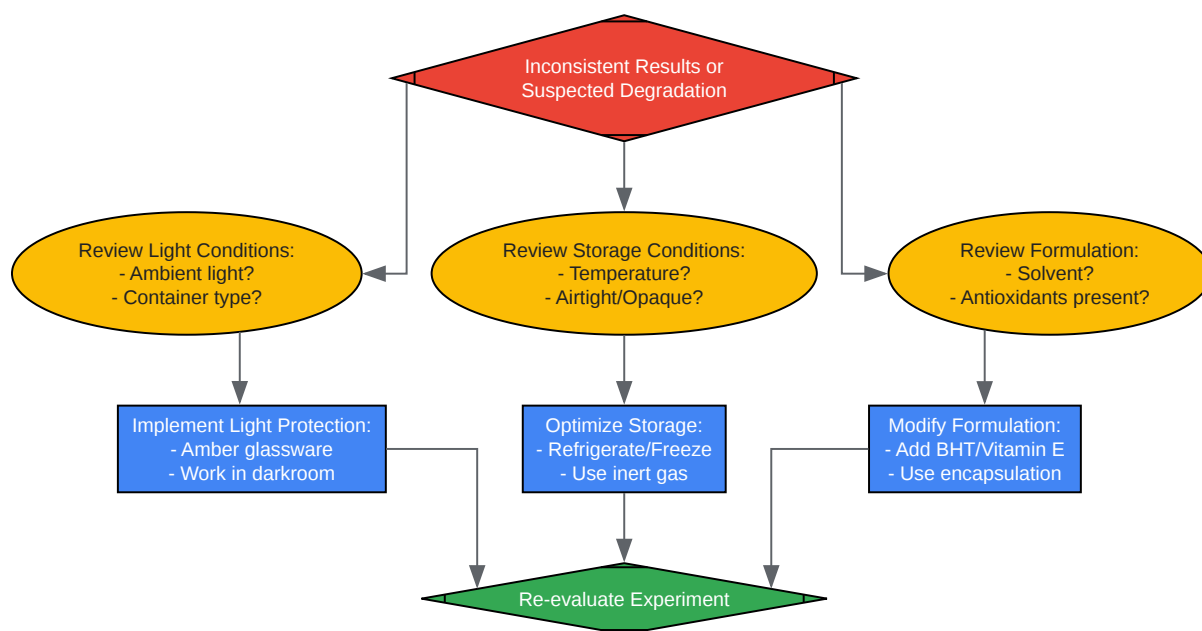 Inconsistent Results or
Suspected Degradation
Review Light Conditions:
- Ambient light?
- Container type?
Review Storage Conditions:
- Temperature?
- Airtight/Opaque?
Review Formulation:
- Solvent?
- Antioxidants present?
Implement Light Protection:
- Amber glassware
- Work in darkroom
Optimize Storage:
- Refrigerate/Freeze
- Use inert gas
Modify Formulation:
- Add BHT/Vitamin E
- Use encapsulation
Re-evaluate Experiment